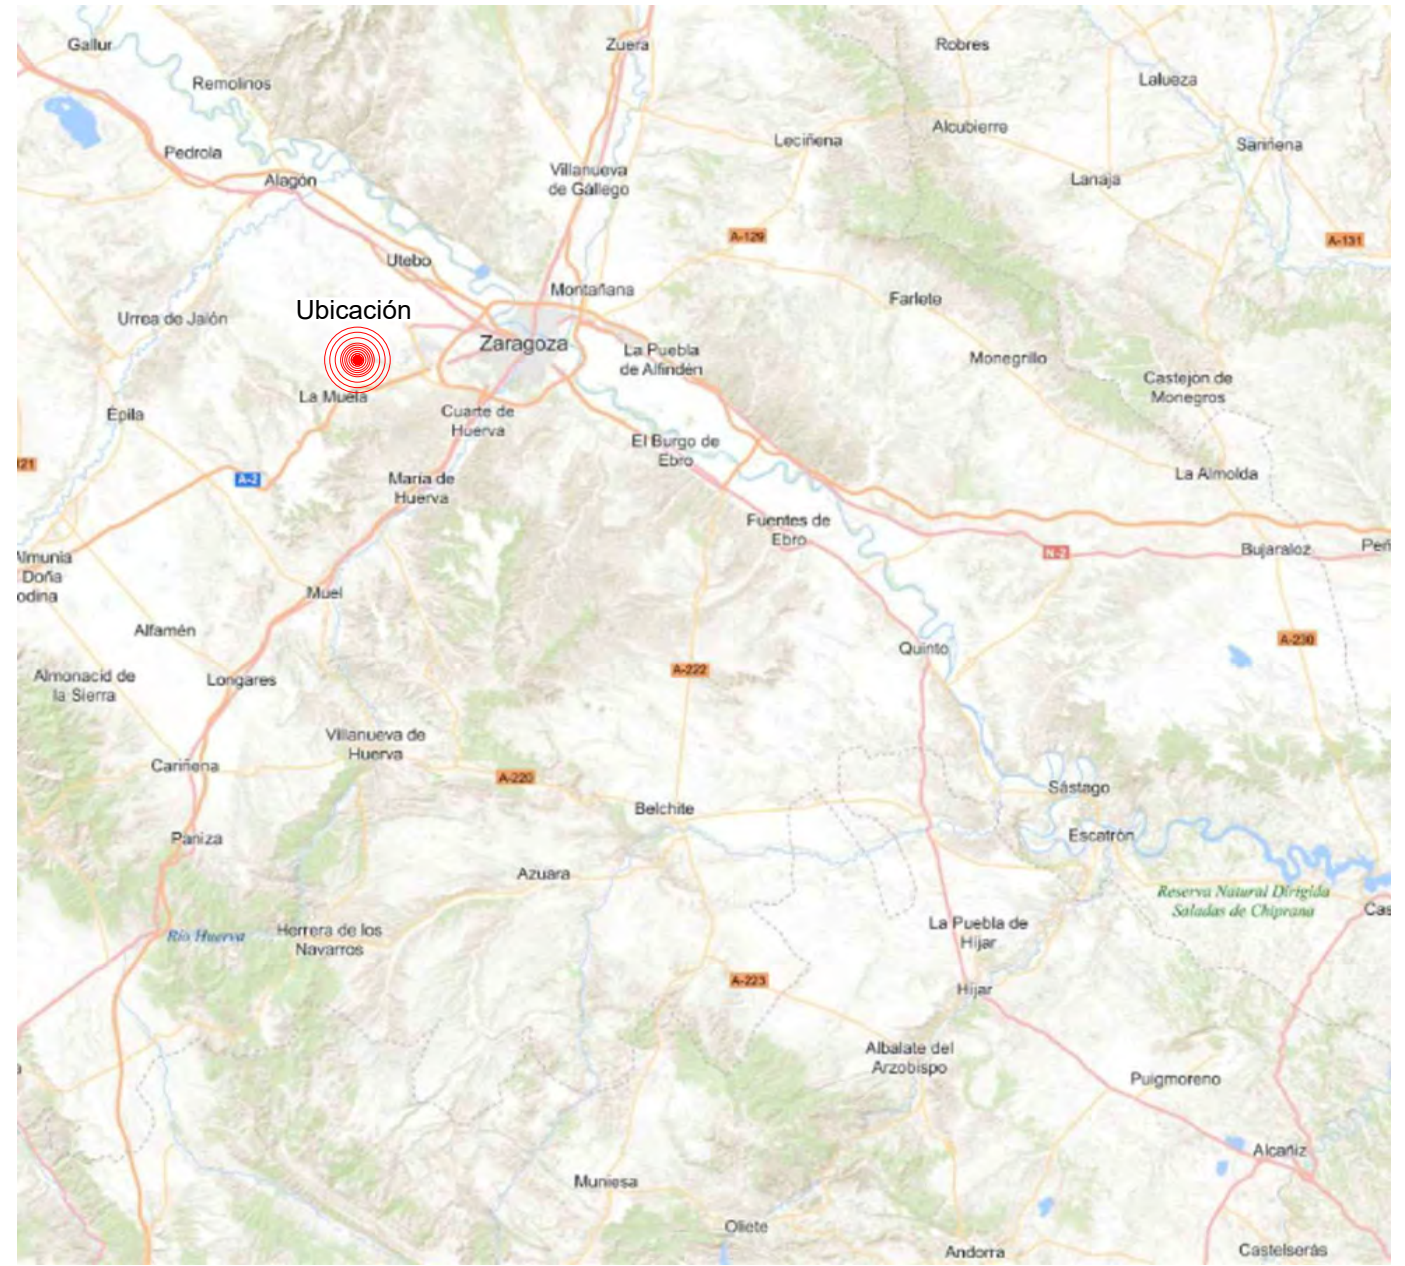 Gallur
Zuera
Robres
Remolinos
Lalueza
Leciñena
Alcubierre
Sariñena
Pedrola
Alagón
Villanueva
de Gállego
Lanaja
A-129
A-131
Utebo
Montañana
Farlete
Ubicación
Urrea de Jalón
Zaragoza
La Puebla
de Alfindén
Monegrillo
Castejón de
Monegros
La Muela
Épila
Cuarte de
Huerva
El Burgo de
Ebro
21
A-2
María de
Huerva
La Almolda
Fuentes de
Ebro
N-2
Bujaraloz
Peñ
Almunia
Doña
odina
Muel
Alfamén
A-230
Quinto
A-222
Almonacid de
la Sierra
Longares
Villanueva de
Huerva
Cariñena
A-220
Sástago
Belchite
Escatrón
Paniza
Azuara
Reserva Natural Dirigida
Saladas de Chiprana
Cas
Río Huerva
Herrera de los
Navarros
La Puebla de
Híjar
A-223
Híjar
Albalate del
Arzobispo
Puigmoreno
Alcañiz
Muniesa
Oliete
Andorra
Castelserás